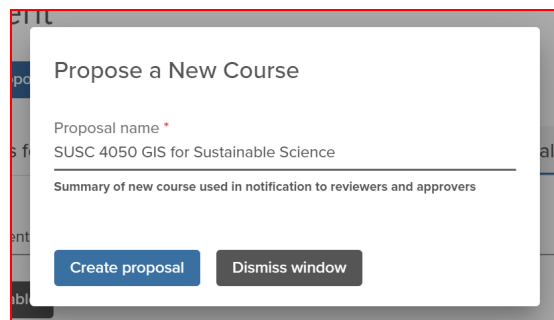 Propose a New Course
Proposal name *
SUSC 4050 GIS for Sustainable Science
Summary of new course used in notification to reviewers and approvers
Create proposal
Dismiss window